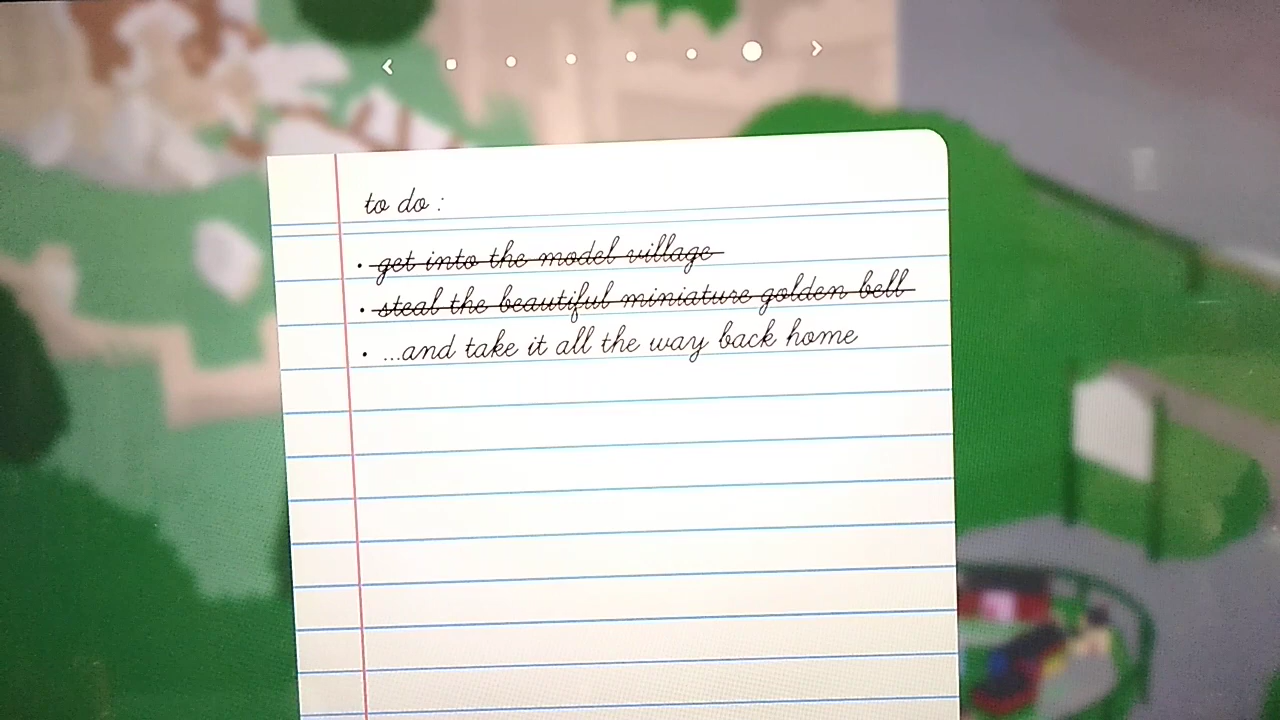 to do :
• get into the model village
• steal the beautiful miniature golden bell
• ...and take it all the way back home